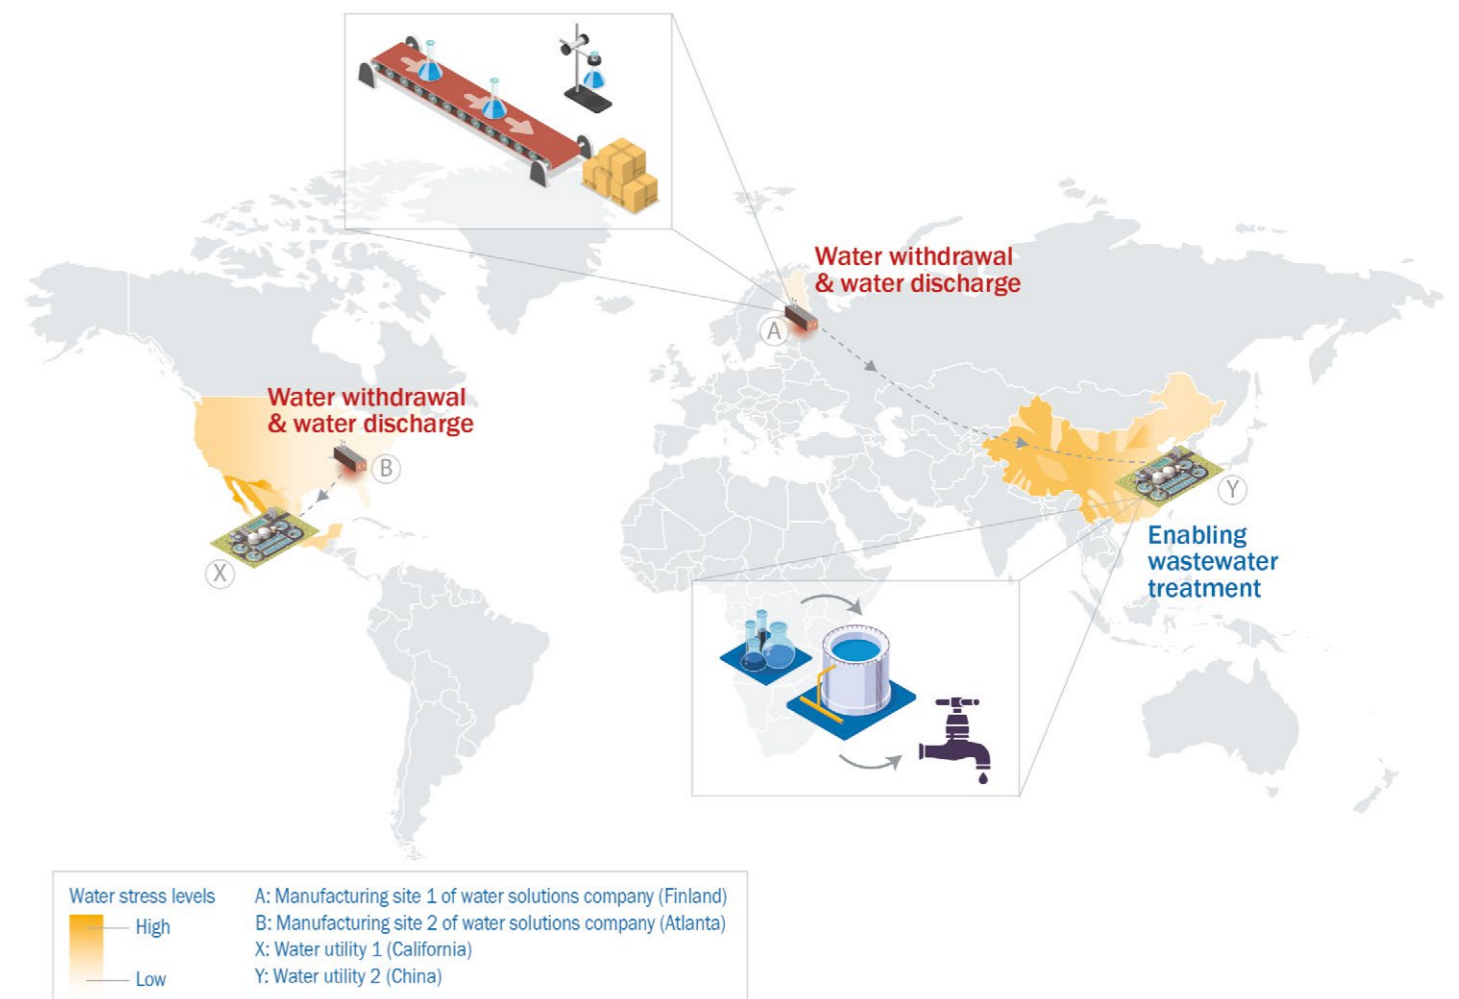 Water withdrawal
& water discharge
A
Water withdrawal
& water discharge
B
X
Y
Enabling
wastewater
treatment
Water stress levels
High
Low
A: Manufacturing site 1 of water solutions company (Finland)
B: Manufacturing site 2 of water solutions company (Atlanta)
X: Water utility 1 (California)
Y: Water utility 2 (China)